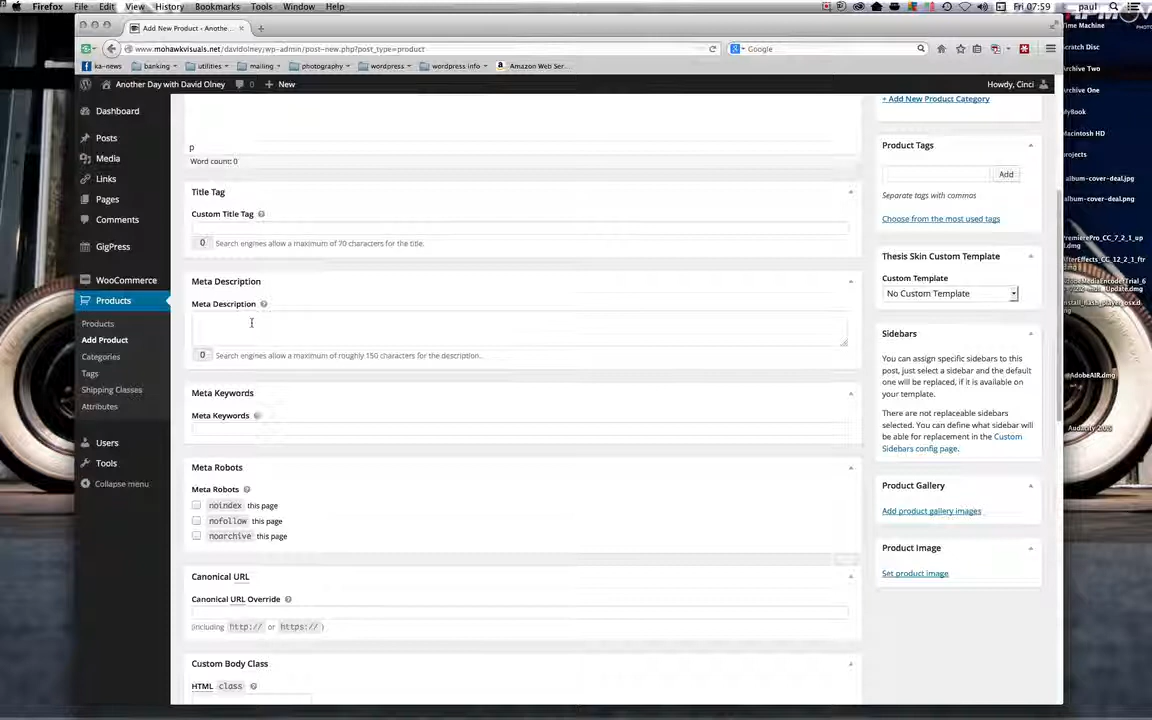 File Edit View History Bookmarks Tools Window Help
Fri 07:59 paul
Add New Product ‹ Anothe...
www.mohawkvisuals.net/davidolney/wp-admin/post-new.php?post_type=product
Google
ka-news banking utilities mailing photography wordpress wordpress info Amazon Web Ser...
Another Day with David Olney 0 + New
Howdy, Cinci
Dashboard
Posts
Media
Links
Pages
Comments
GigPress
WooCommerce
Products
Products
Add Product
Categories
Tags
Shipping Classes
Attributes
Users
Tools
Collapse menu
p
Word count: 0
Title Tag
Custom Title Tag
0 Search engines allow a maximum of 70 characters for the title.
Meta Description
Meta Description
0 Search engines allow a maximum of roughly 150 characters for the description.
Meta Keywords
Meta Keywords
Meta Robots
Meta Robots
noindex this page
nofollow this page
noarchive this page
Canonical URL
Canonical URL Override
(including http:// or https://)
Custom Body Class
HTML class
+ Add New Product Category
Product Tags
Add
Separate tags with commas
Choose from the most used tags
Thesis Skin Custom Template
Custom Template
No Custom Template
Sidebars
You can assign specific sidebars to this
post, just select a sidebar and the default
one will be replaced, if it is available on
your template.
There are not replaceable sidebars
selected. You can define what sidebar will
be able for replacement in the Custom
Sidebars config page.
Product Gallery
Add product gallery images
Product Image
Set product image
Time Machine
Scratch Disc
Archive Two
Archive One
MyBook
Macintosh HD
projects
album-cover-deal.jpg
album-cover-deal.png
AdobeAIR.dmg